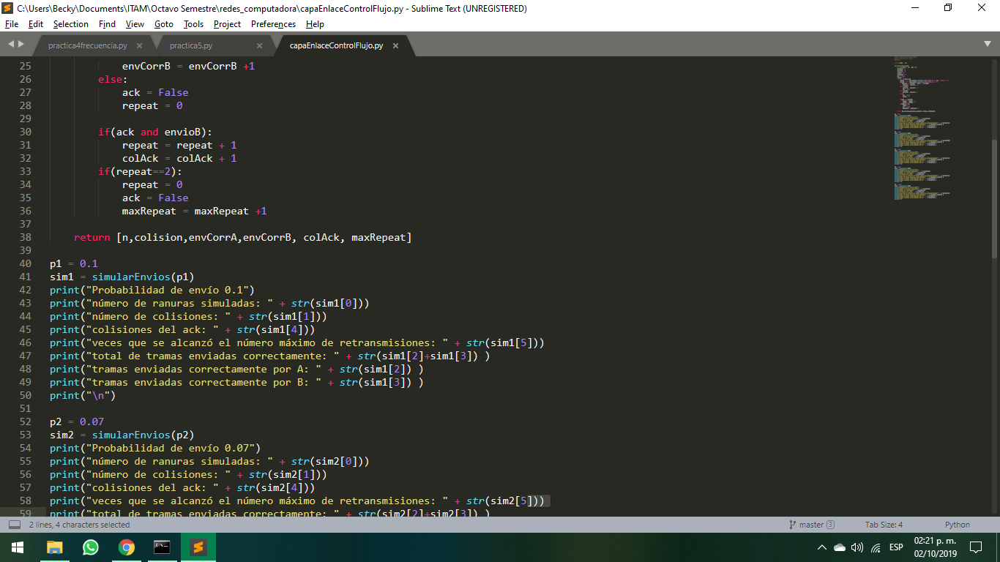 C:\Users\Becky\Documents\ITAM\Octavo Semestre\redes_computadora\capaEnlaceControlFlujo.py - Sublime Text (UNREGISTERED)
File Edit Selection Find View Goto Tools Project Preferences Help
practica4frecuencia.py × practica5.py × capaEnlaceControlFlujo.py ×
25 envCorrB = envCorrB +1
26 else:
27 ack = False
28 repeat = 0
29
30 if(ack and envioB):
31 repeat = repeat + 1
32 colAck = colAck + 1
33 if(repeat==2):
34 repeat = 0
35 ack = False
36 maxRepeat = maxRepeat +1
37
38 return [n,colision,envCorrA,envCorrB, colAck, maxRepeat]
39
40 p1 = 0.1
41 sim1 = simularEnvios(p1)
42 print("Probabilidad de envío 0.1")
43 print("número de ranuras simuladas: " + str(sim1[0]))
44 print("número de colisiones: " + str(sim1[1]))
45 print("colisiones del ack: " + str(sim1[4]))
46 print("veces que se alcanzó el número máximo de retransmisiones: " + str(sim1[5]))
47 print("total de tramas enviadas correctamente: " + str(sim1[2]+sim1[3]) )
48 print("tramas enviadas correctamente por A: " + str(sim1[2]) )
49 print("tramas enviadas correctamente por B: " + str(sim1[3]) )
50 print("\n")
51
52 p2 = 0.07
53 sim2 = simularEnvios(p2)
54 print("Probabilidad de envío 0.07")
55 print("número de ranuras simuladas: " + str(sim2[0]))
56 print("número de colisiones: " + str(sim2[1]))
57 print("colisiones del ack: " + str(sim2[4]))
58 print("veces que se alcanzó el número máximo de retransmisiones: " + str(sim2[5]))
59 print("total de tramas enviadas correctamente: " + str(sim2[2]+sim2[3]) )
2 lines, 4 characters selected master 3 Tab Size: 4 Python
ESP 02:21 p. m.
02/10/2019